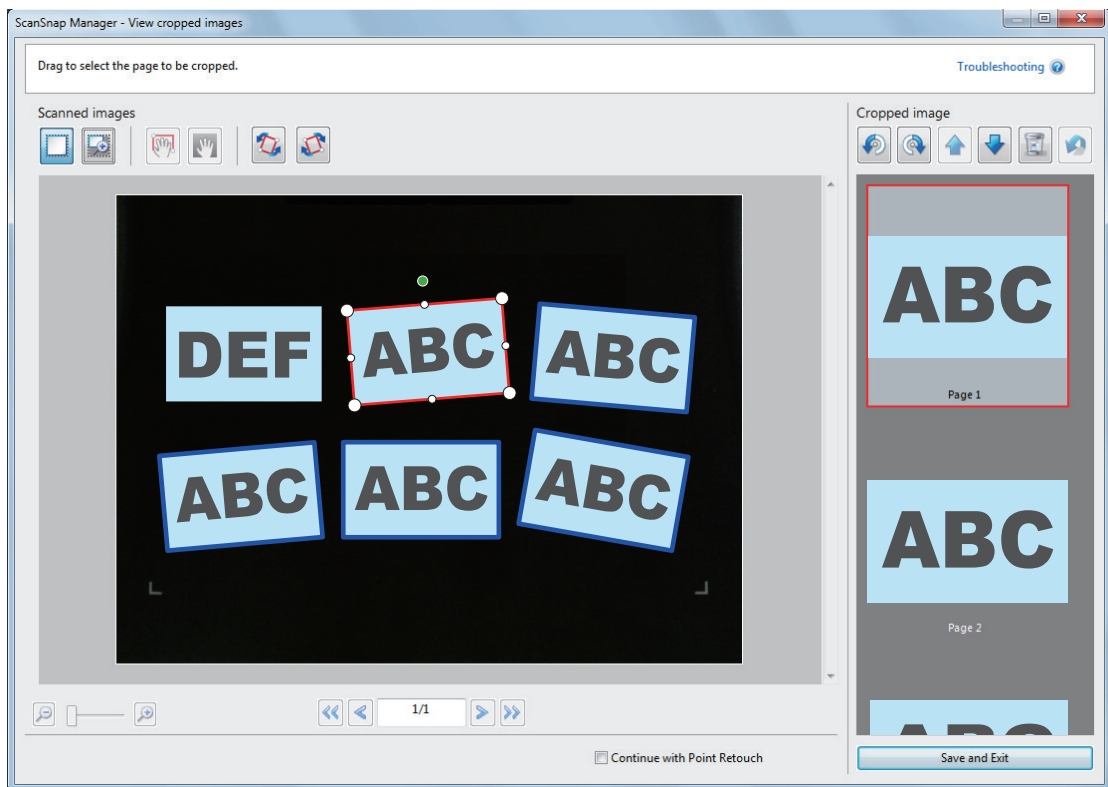 ScanSnap Manager - View cropped images
Drag to select the page to be cropped.
Troubleshooting
Scanned images
Cropped image
DEF ABC ABC
ABC ABC ABC
ABC
Page 1
ABC
Page 2
ABC
1/1
Continue with Point Retouch
Save and Exit